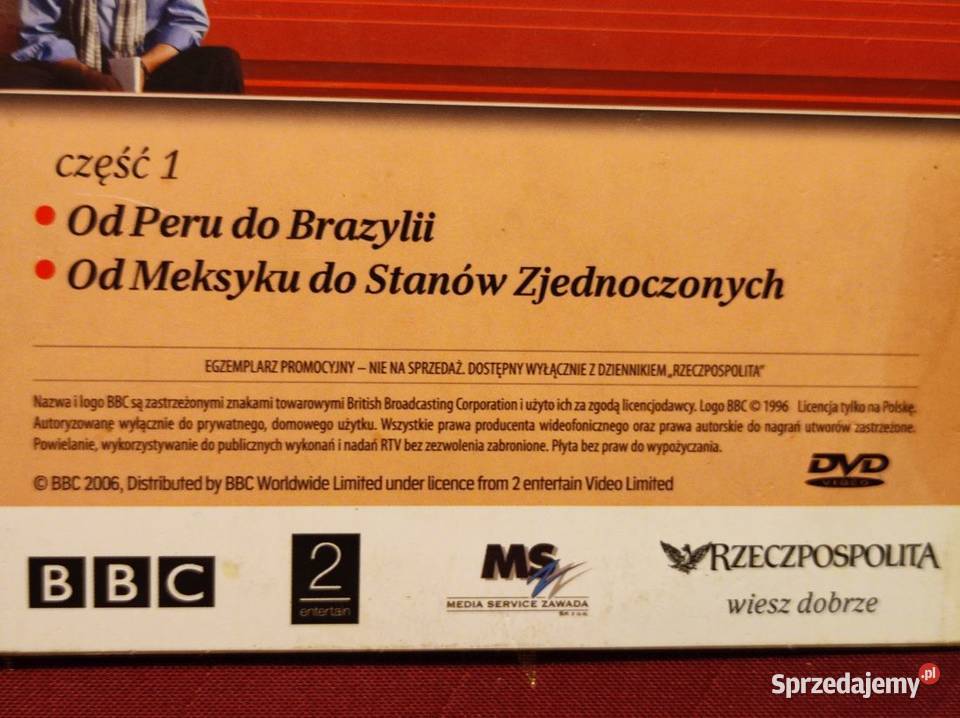 część 1
• Od Peru do Brazylii
• Od Meksyku do Stanów Zjednoczonych
EGZEMPLARZ PROMOCYJNY – NIE NA SPRZEDAŻ. DOSTĘPNY WYŁĄCZNIE Z DZIENNIKIEM „RZECZPOSPOLITA”
Nazwa i logo BBC są zastrzeżonymi znakami towarowymi British Broadcasting Corporation i użyto ich za zgodą licencjodawcy. Logo BBC © 1996 Licencja tylko na Polskę.
Autoryzowane wyłącznie do prywatnego, domowego użytku. Wszystkie prawa producenta wideofonicznego oraz prawa autorskie do nagrań utworów zastrzeżone.
Powielanie, wykorzystywanie do publicznych wykonań i nadań RTV bez zezwolenia zabronione. Płyta bez praw do wypożyczania.
DVD
VIDEO
© BBC 2006, Distributed by BBC Worldwide Limited under licence from 2 entertain Video Limited
BBC
2
entertain
MS
MEDIA SERVICE ZAWADA
Sp. z o.o.
RZECZPOSPOLITA
wiesz dobrze
Sprzedajemy.pl